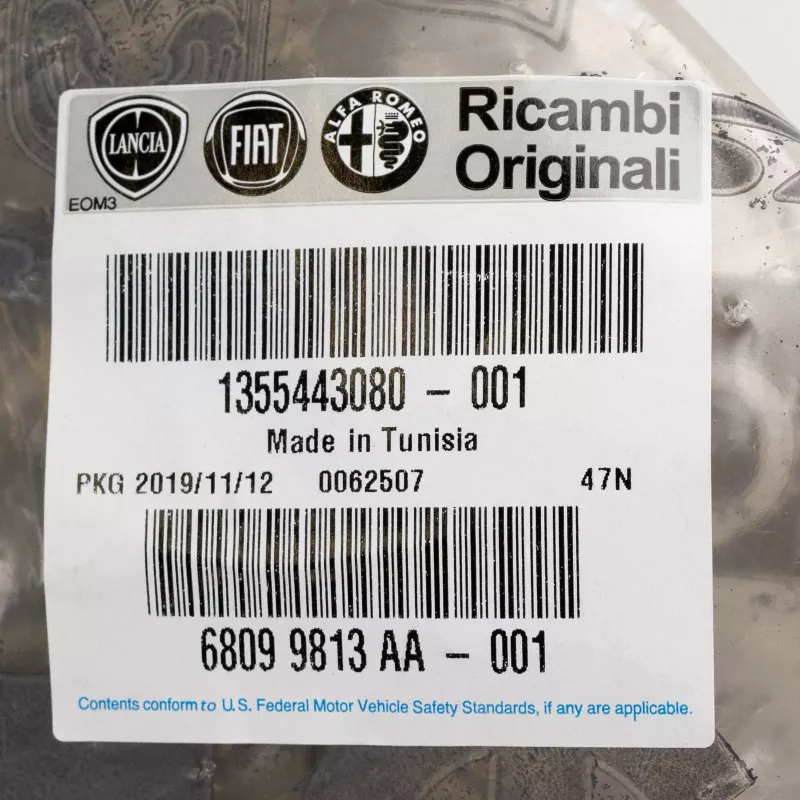 LANCIA
FIAT
ALFA ROMEO
Ricambi
Originali
EOM3
1355443080 - 001
Made in Tunisia
PKG 2019/11/12 0062507 47N
6809 9813 AA - 001
Contents conform to U.S. Federal Motor Vehicle Safety Standards, if any are applicable.